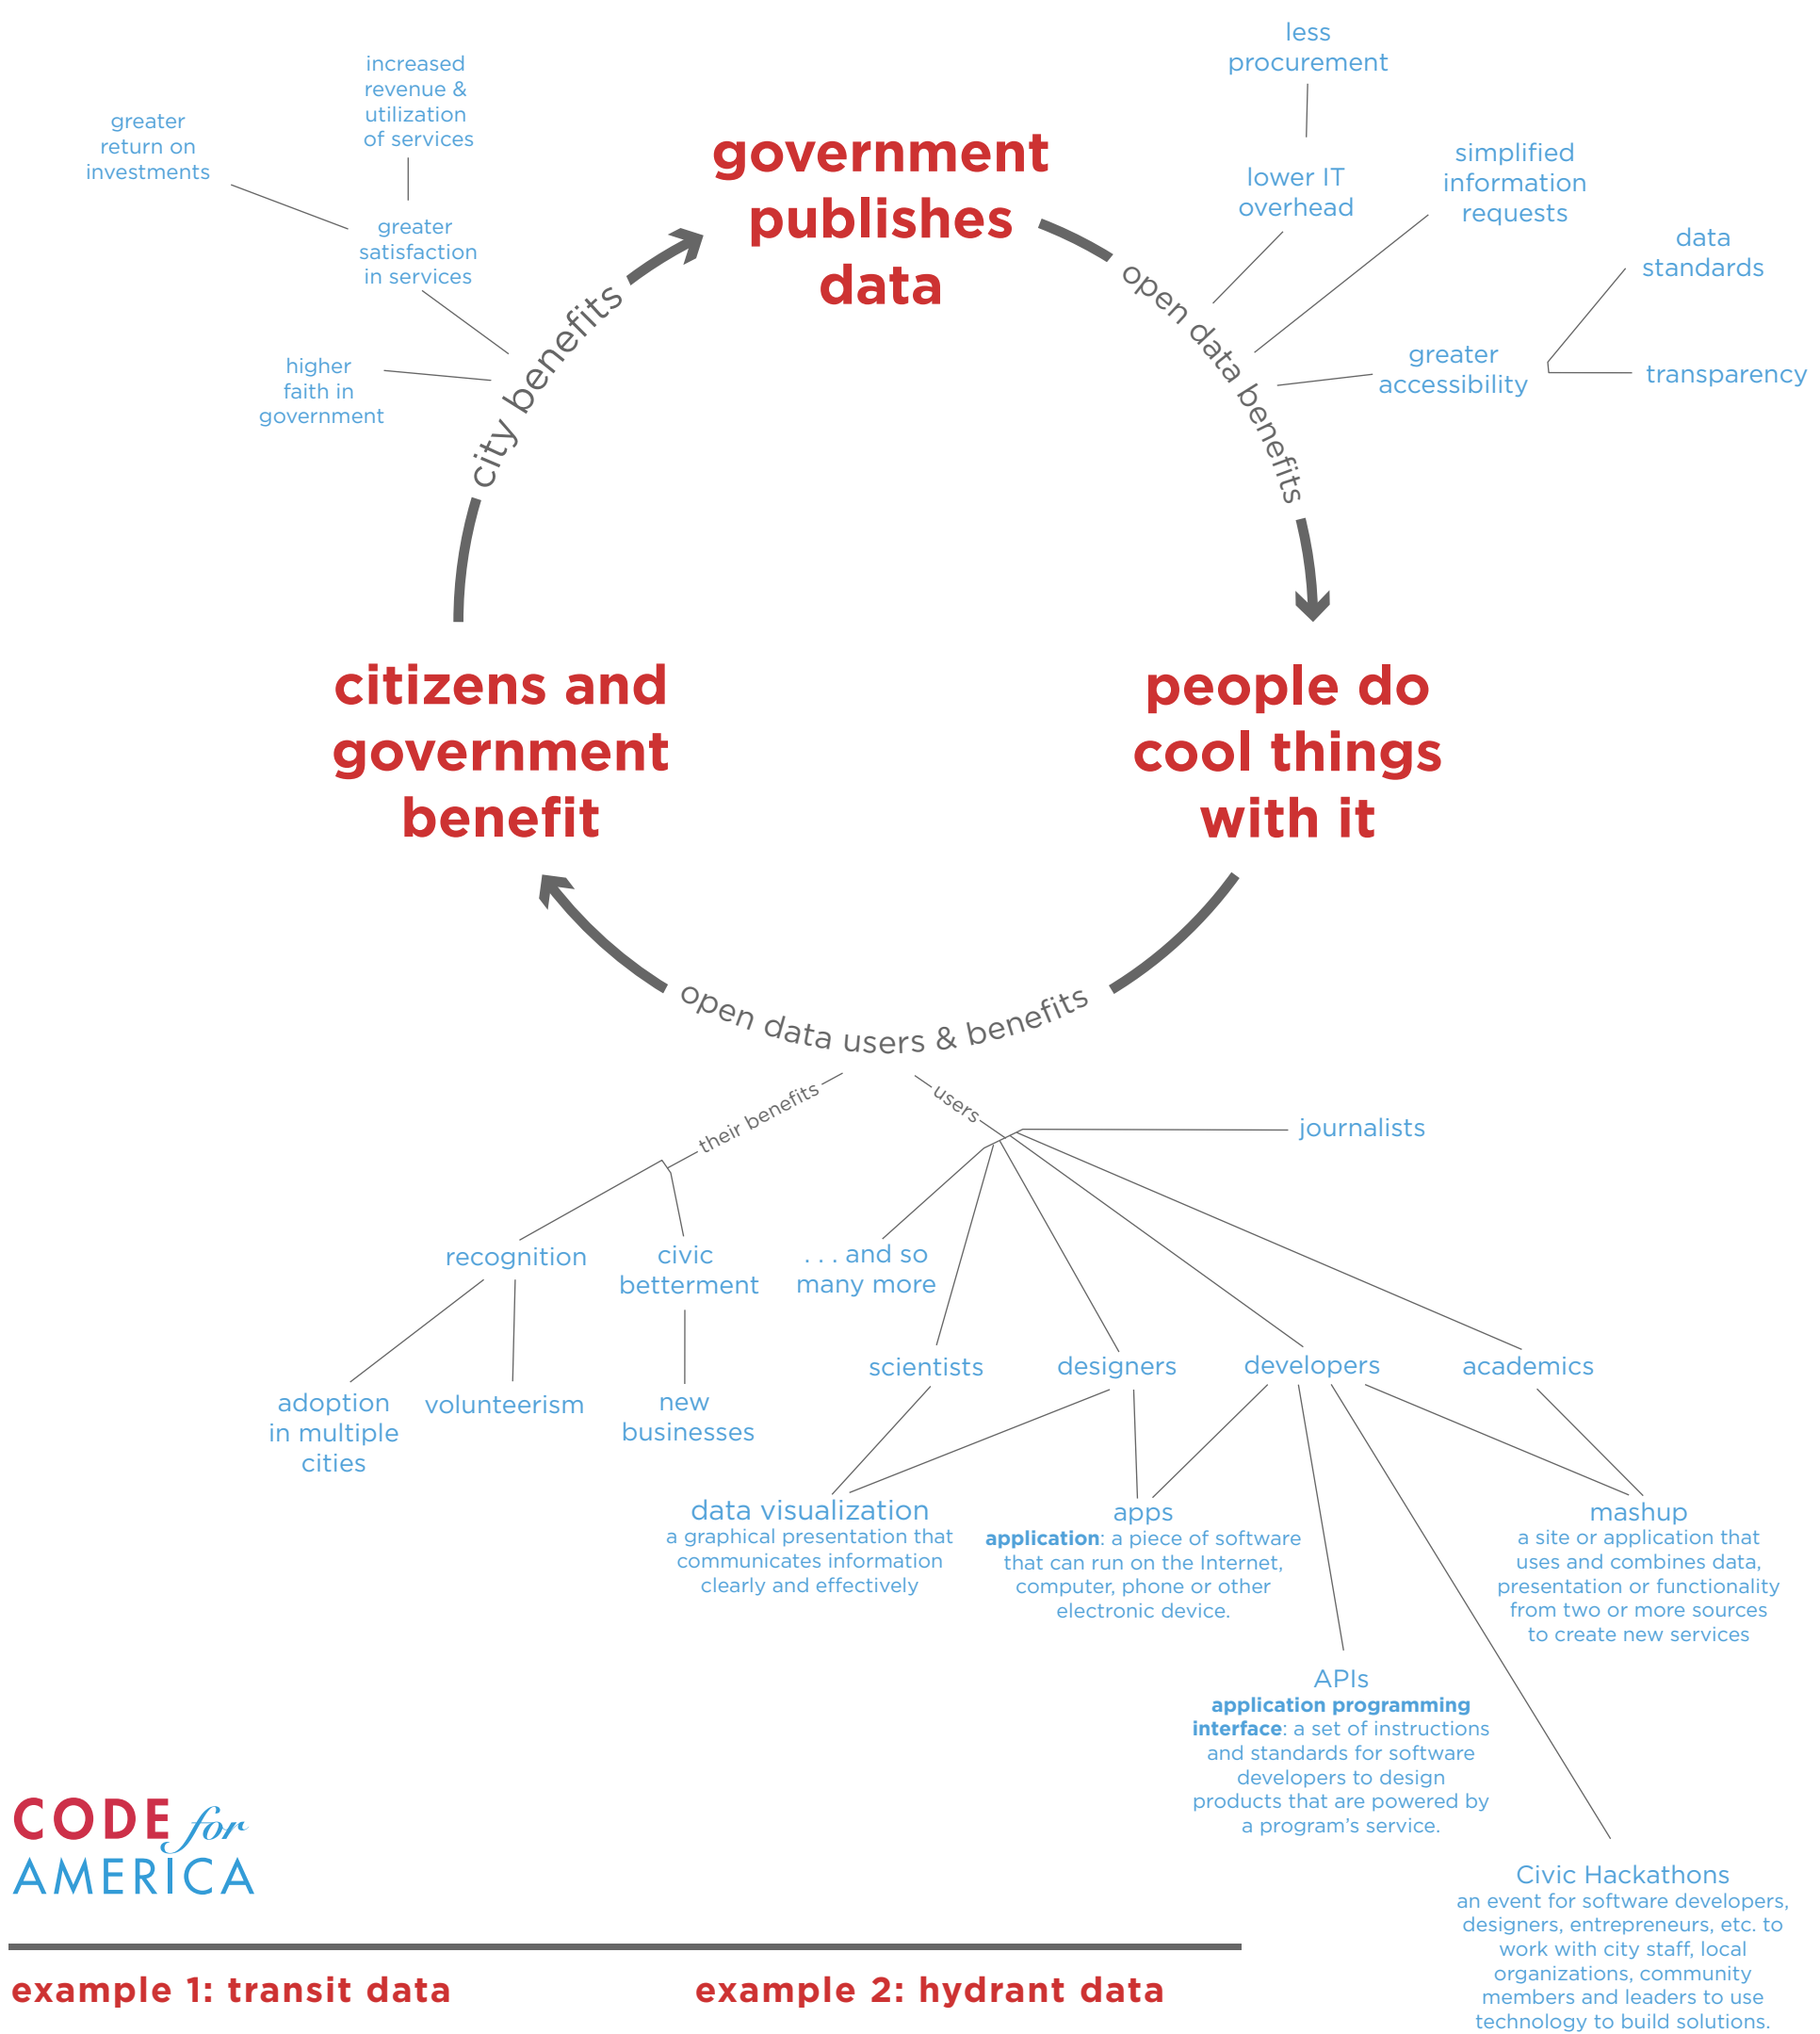 government
publishes
data
increased
revenue &
utilization
of services
greater
return on
investments
greater
satisfaction
in services
higher
faith in
government
city benefits
less
procurement
lower IT
overhead
simplified
information
requests
data
standards
greater
accessibility
transparency
open data benefits
citizens and
government
benefit
people do
cool things
with it
open data users & benefits
their benefits
users
journalists
recognition
civic
betterment
. . . and so
many more
scientists
designers
developers
academics
adoption
in multiple
cities
volunteerism
new
businesses
data visualization
a graphical presentation that
communicates information
clearly and effectively
apps
application: a piece of software
that can run on the Internet,
computer, phone or other
electronic device.
mashup
a site or application that
uses and combines data,
presentation or functionality
from two or more sources
to create new services
APIs
application programming
interface: a set of instructions
and standards for software
developers to design
products that are powered by
a program’s service.
Civic Hackathons
an event for software developers,
designers, entrepreneurs, etc. to
work with city staff, local
organizations, community
members and leaders to use
technology to build solutions.
CODE for
AMERICA
example 1: transit data
example 2: hydrant data